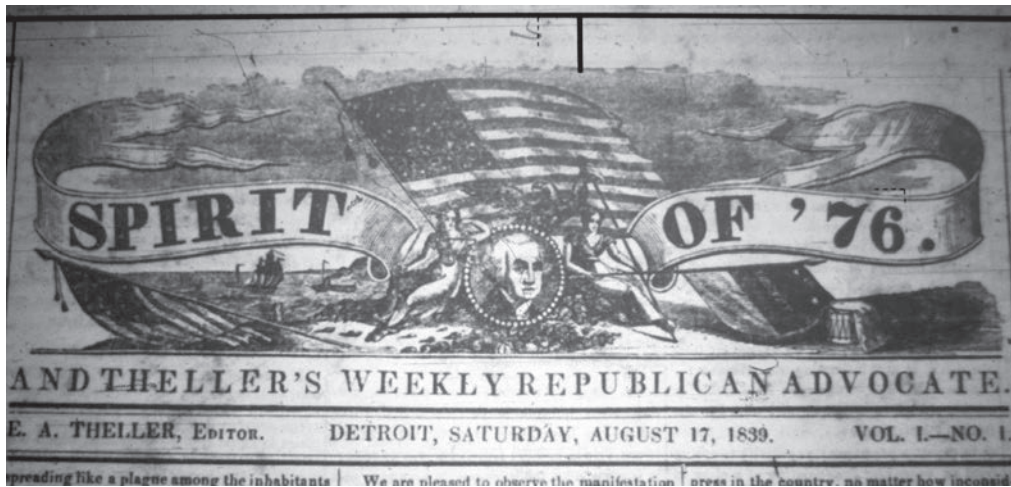 SPIRIT OF '76.
AND THELLER'S WEEKLY REPUBLICAN ADVOCATE.
E. A. THELLER, EDITOR. DETROIT, SATURDAY, AUGUST 17, 1839. VOL. I.—NO. 1.
spreading like a plague among the inhabitants
We are pleased to observe the manifestation
press in the country, no matter how inconsid